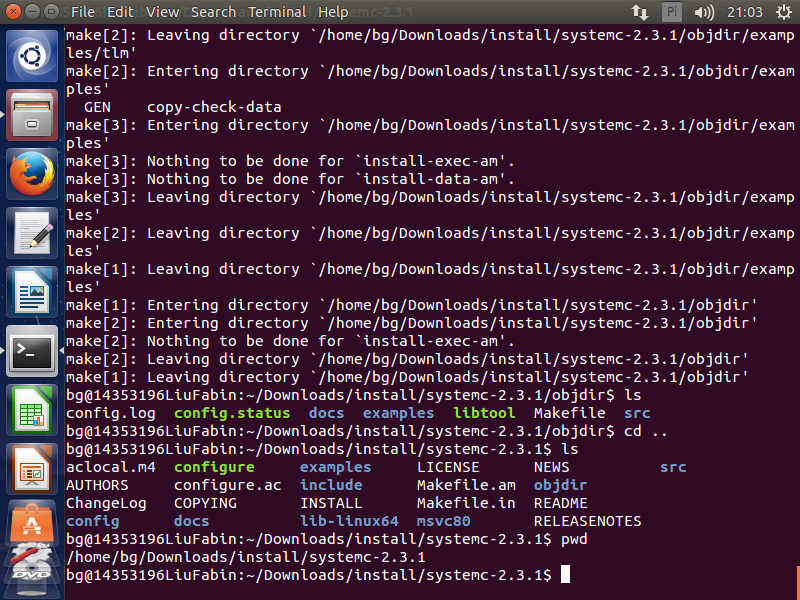 File Edit View Search Terminal Help
Pi 21:03
make[2]: Leaving directory `/home/bg/Downloads/install/systemc-2.3.1/objdir/exam
ples/tlm'
make[2]: Entering directory `/home/bg/Downloads/install/systemc-2.3.1/objdir/exam
ples'
  GEN    copy-check-data
make[3]: Entering directory `/home/bg/Downloads/install/systemc-2.3.1/objdir/exam
ples'
make[3]: Nothing to be done for `install-exec-am'.
make[3]: Nothing to be done for `install-data-am'.
make[3]: Leaving directory `/home/bg/Downloads/install/systemc-2.3.1/objdir/examp
les'
make[2]: Leaving directory `/home/bg/Downloads/install/systemc-2.3.1/objdir/examp
les'
make[1]: Leaving directory `/home/bg/Downloads/install/systemc-2.3.1/objdir/examp
les'
make[1]: Entering directory `/home/bg/Downloads/install/systemc-2.3.1/objdir'
make[2]: Entering directory `/home/bg/Downloads/install/systemc-2.3.1/objdir'
make[2]: Nothing to be done for `install-exec-am'.
make[2]: Leaving directory `/home/bg/Downloads/install/systemc-2.3.1/objdir'
make[1]: Leaving directory `/home/bg/Downloads/install/systemc-2.3.1/objdir'
bg@14353196LiuFabin:~/Downloads/install/systemc-2.3.1/objdir$ ls
config.log  config.status  docs  examples  libtool  Makefile  src
bg@14353196LiuFabin:~/Downloads/install/systemc-2.3.1/objdir$ cd ..
bg@14353196LiuFabin:~/Downloads/install/systemc-2.3.1$ ls
aclocal.m4  configure     examples     LICENSE      NEWS          src
AUTHORS     configure.ac  include      Makefile.am  objdir
ChangeLog   COPYING       INSTALL      Makefile.in  README
config      docs          lib-linux64  msvc80       RELEASENOTES
bg@14353196LiuFabin:~/Downloads/install/systemc-2.3.1$ pwd
/home/bg/Downloads/install/systemc-2.3.1
bg@14353196LiuFabin:~/Downloads/install/systemc-2.3.1$